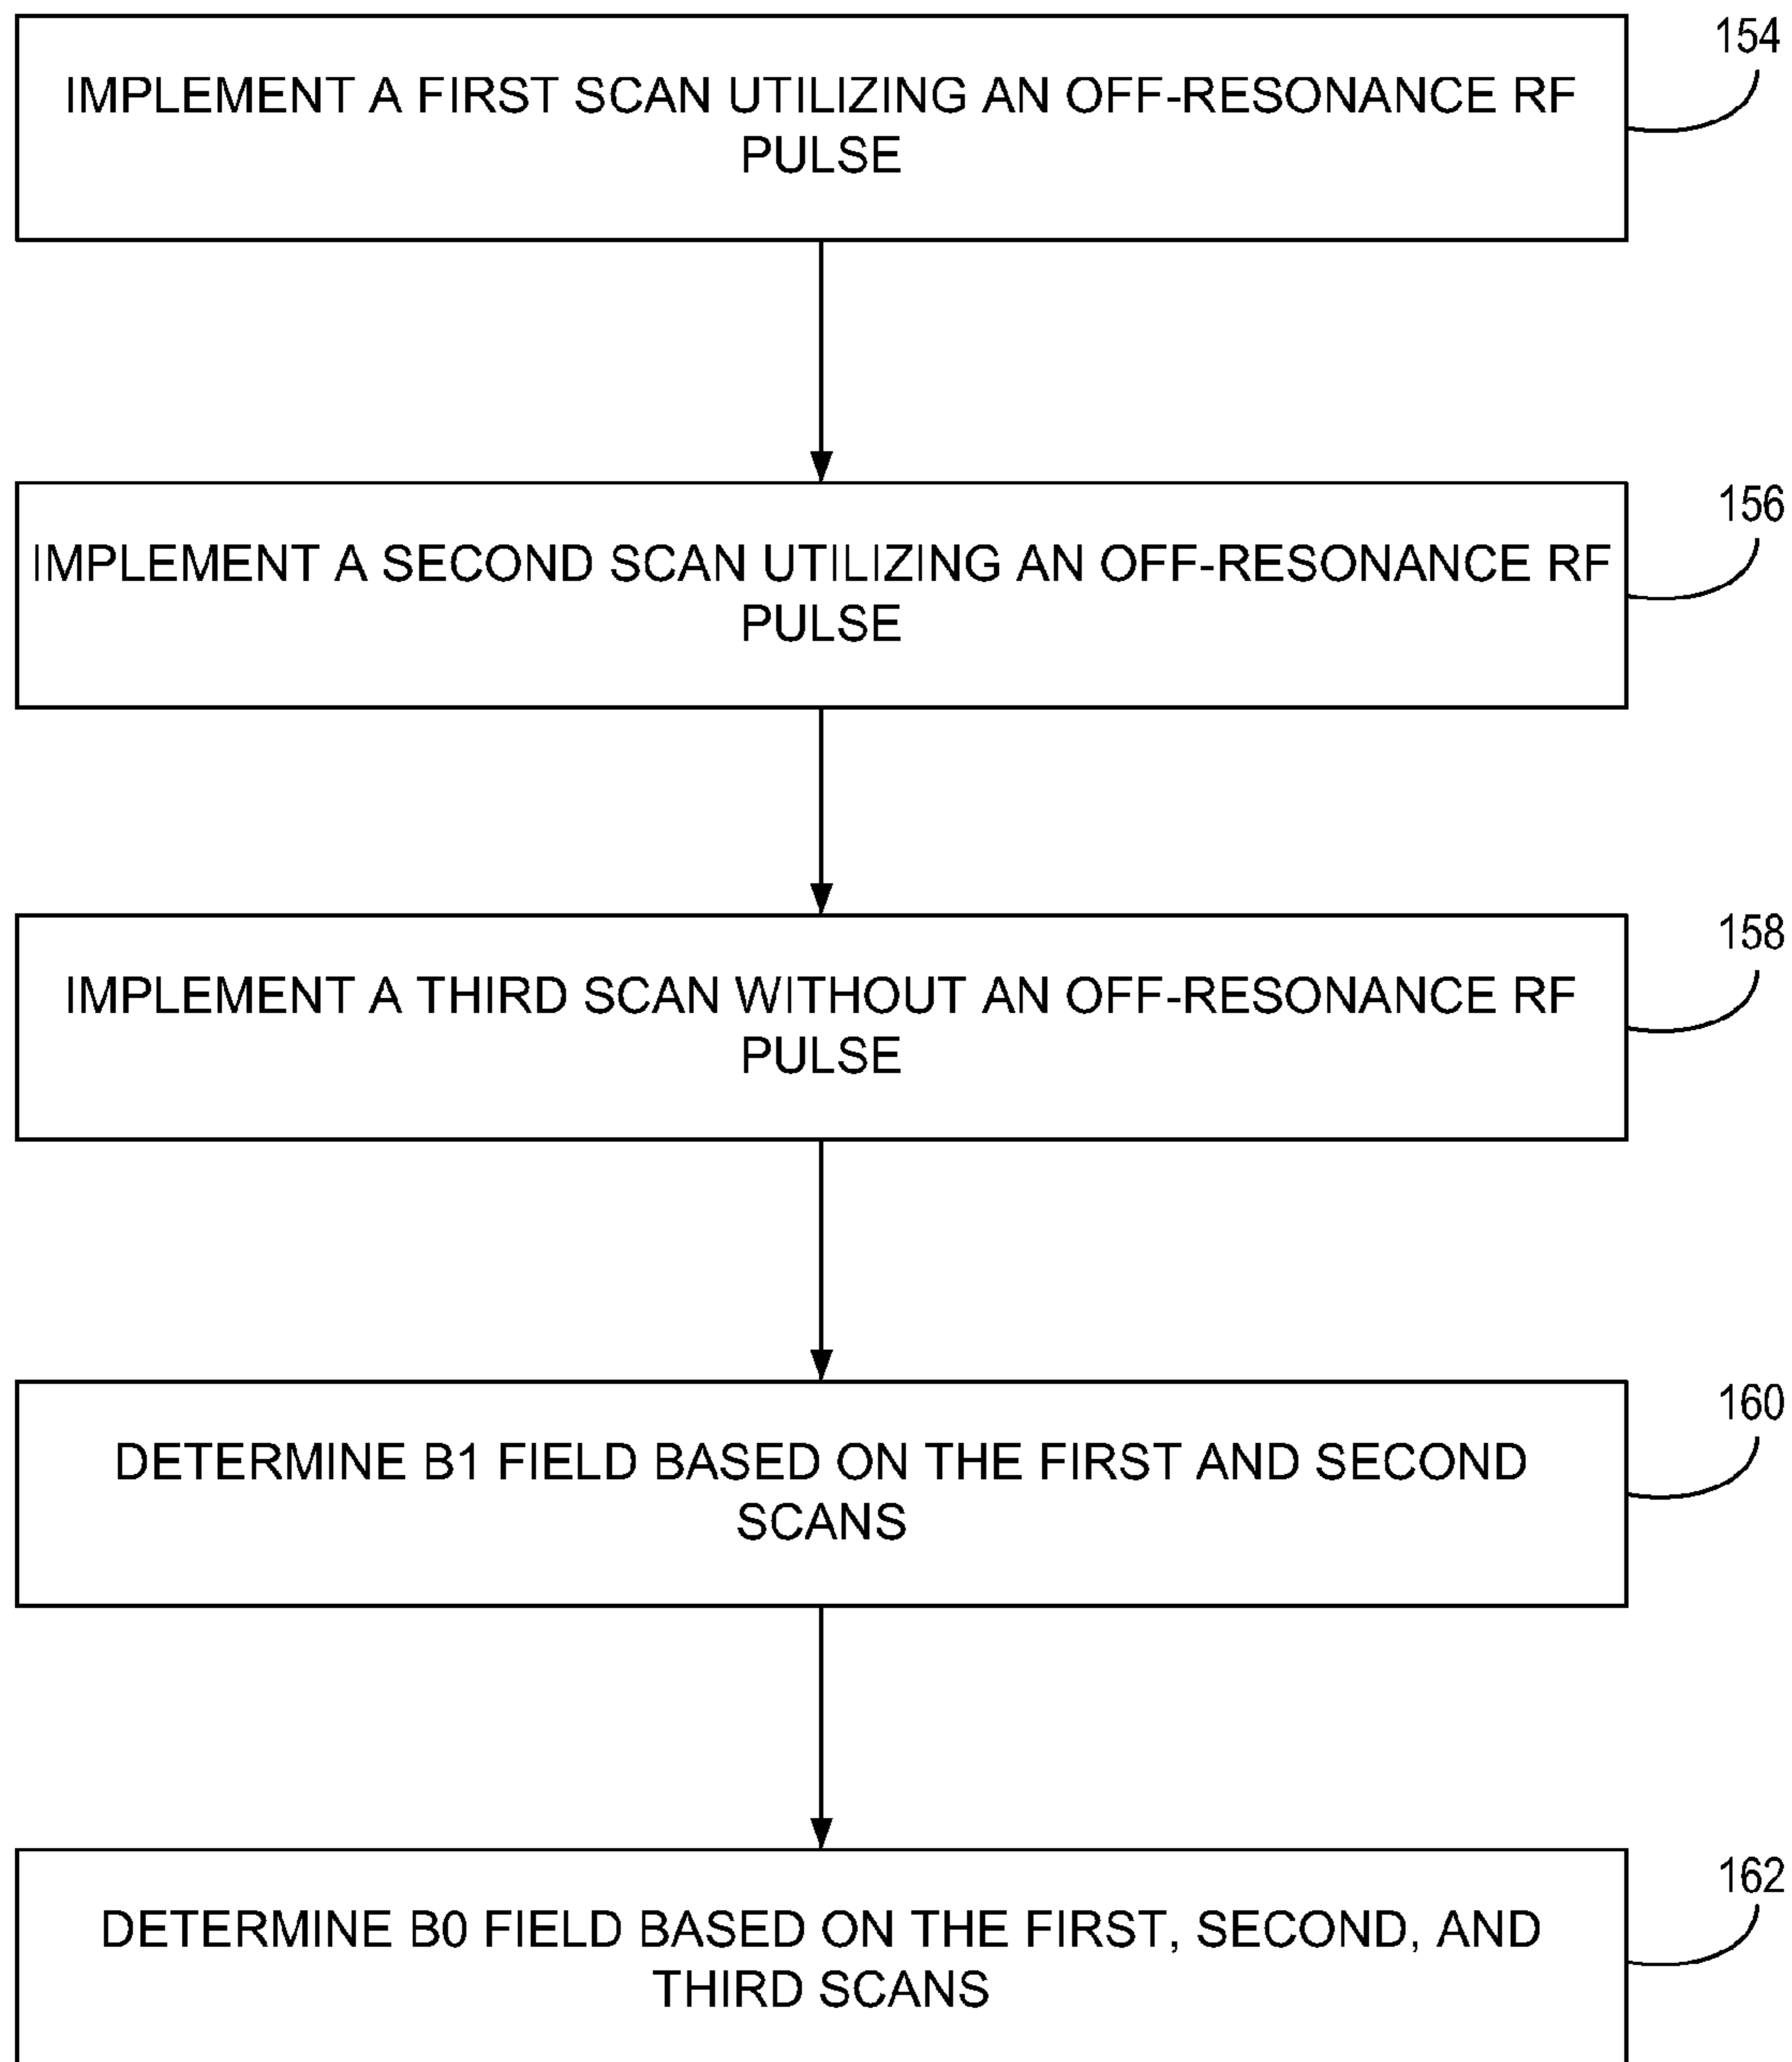 154
IMPLEMENT A FIRST SCAN UTILIZING AN OFF-RESONANCE RF
PULSE
156
IMPLEMENT A SECOND SCAN UTILIZING AN OFF-RESONANCE RF
PULSE
158
IMPLEMENT A THIRD SCAN WITHOUT AN OFF-RESONANCE RF
PULSE
160
DETERMINE B1 FIELD BASED ON THE FIRST AND SECOND
SCANS
162
DETERMINE B0 FIELD BASED ON THE FIRST, SECOND, AND
THIRD SCANS